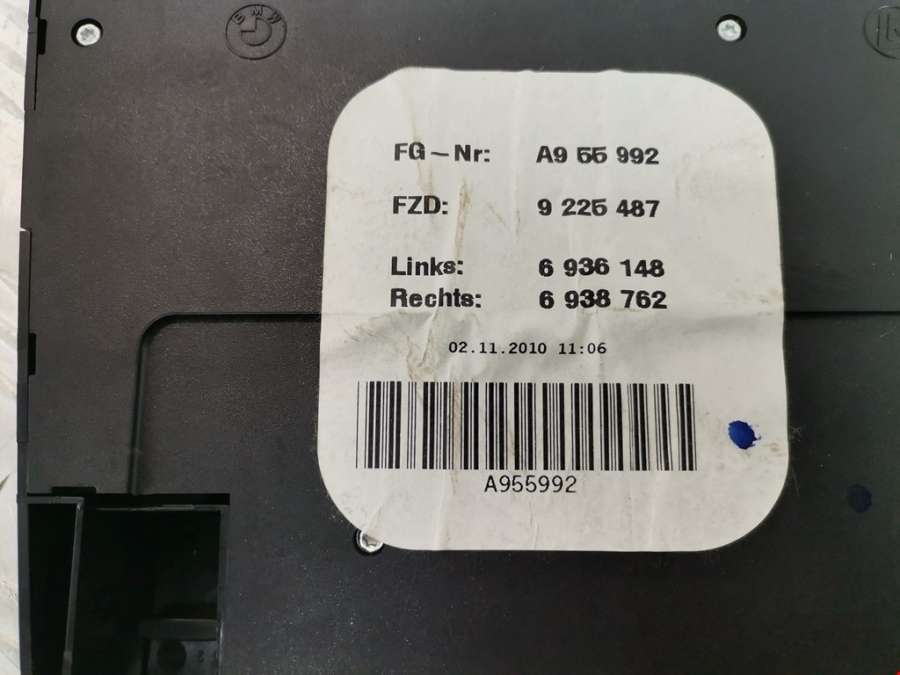 BMW
FG-Nr: A9 55 992
FZD: 9 225 487
Links: 6 936 148
Rechts: 6 938 762
02.11.2010 11:06
A955992